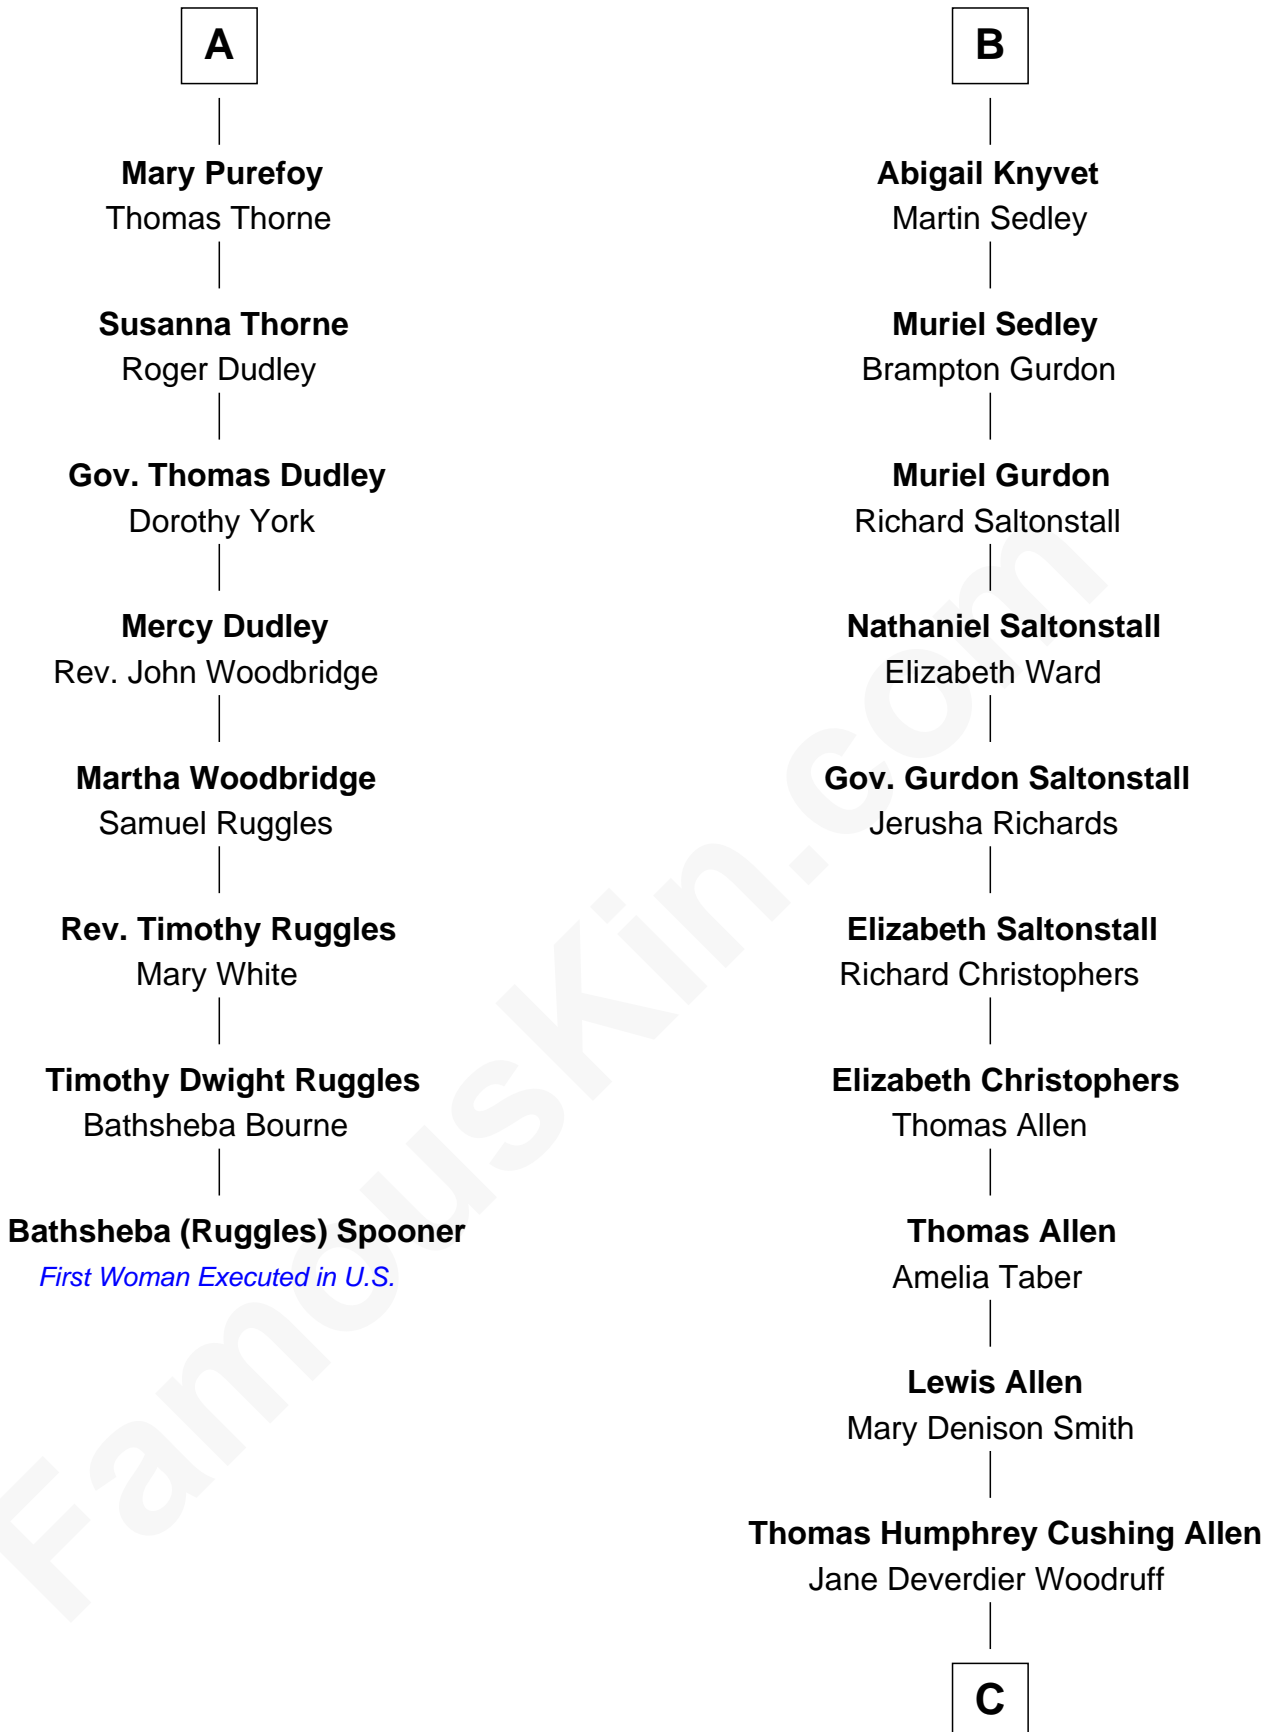 A
Mary Purefoy
Thomas Thorne
Susanna Thorne
Roger Dudley
Gov. Thomas Dudley
Dorothy York
Mercy Dudley
Rev. John Woodbridge
Martha Woodbridge
Samuel Ruggles
Rev. Timothy Ruggles
Mary White
Timothy Dwight Ruggles
Bathsheba Bourne
Bathsheba (Ruggles) Spooner
First Woman Executed in U.S.
B
Abigail Knyvet
Martin Sedley
Muriel Sedley
Brampton Gurdon
Muriel Gurdon
Richard Saltonstall
Nathaniel Saltonstall
Elizabeth Ward
Gov. Gurdon Saltonstall
Jerusha Richards
Elizabeth Saltonstall
Richard Christophers
Elizabeth Christophers
Thomas Allen
Thomas Allen
Amelia Taber
Lewis Allen
Mary Denison Smith
Thomas Humphrey Cushing Allen
Jane Deverdier Woodruff
C
FamousKin.com